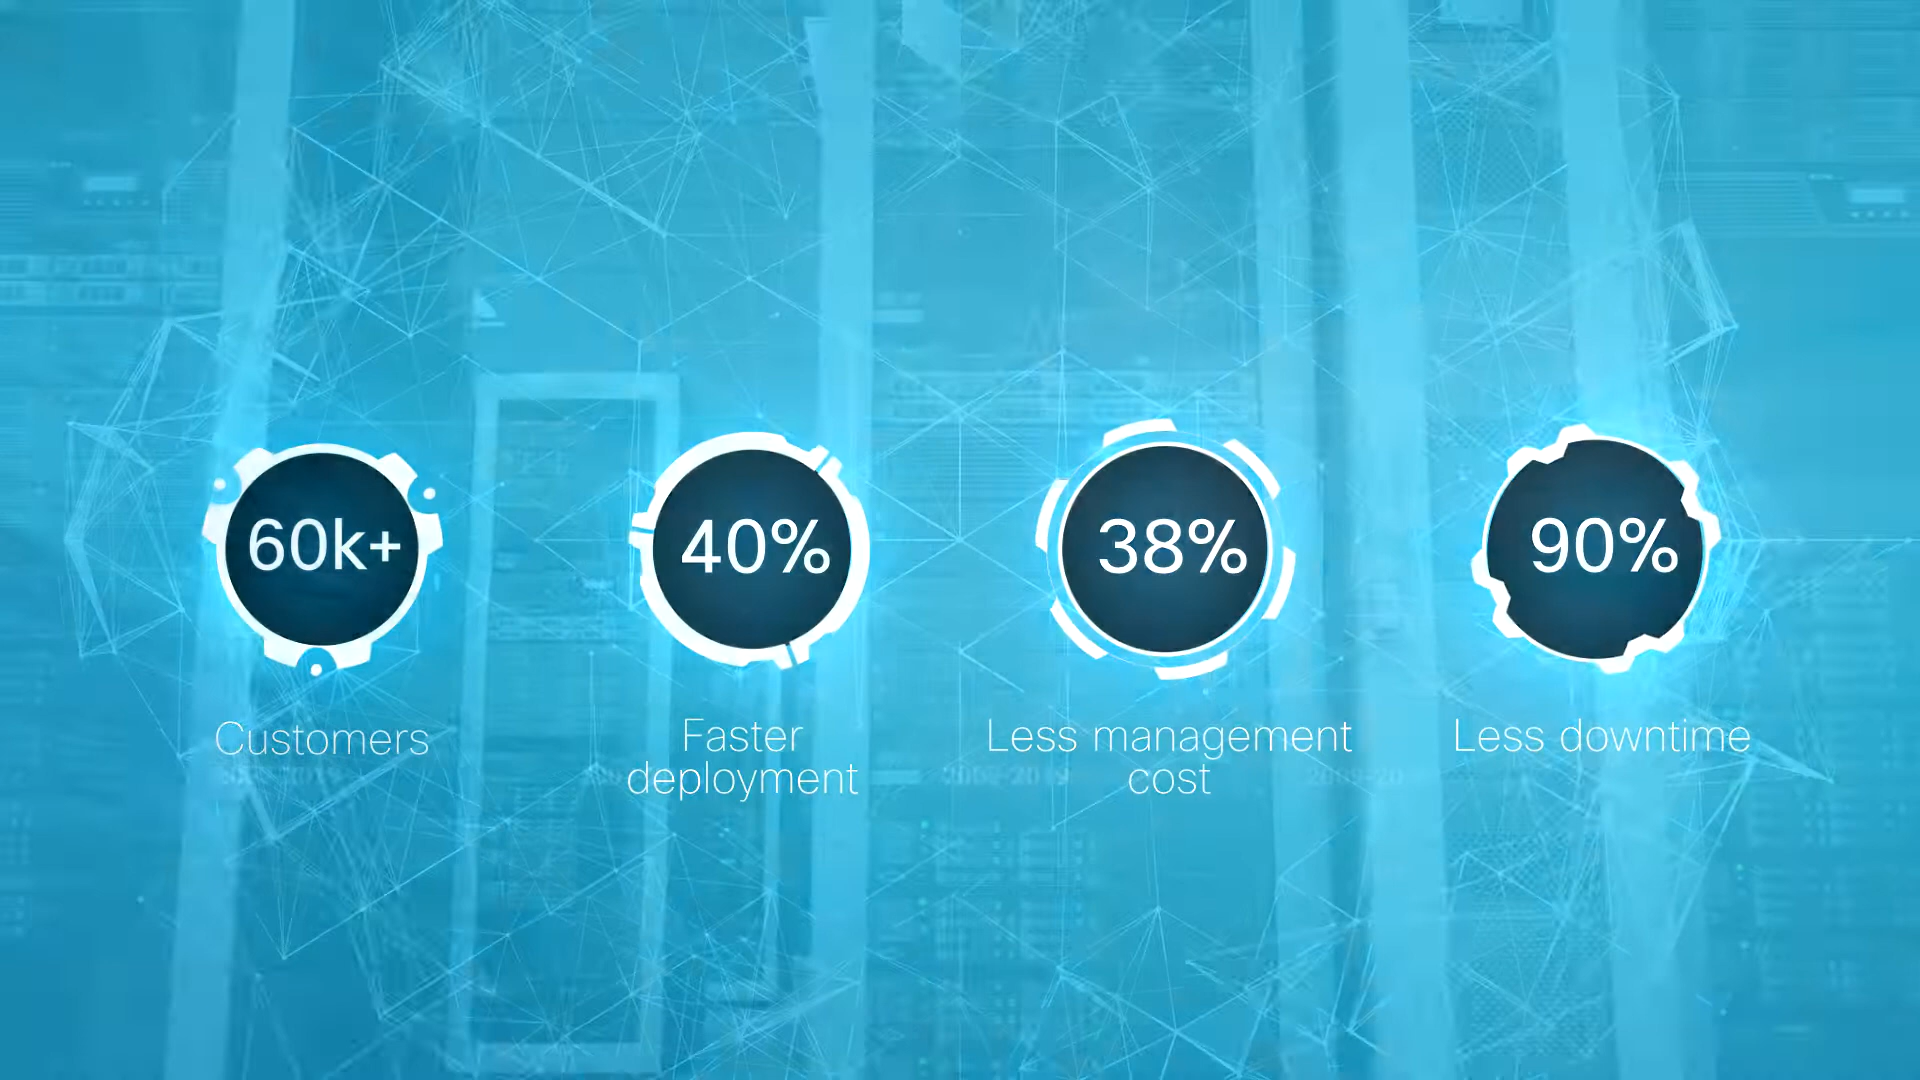 60k+
Customers
40%
Faster
deployment
38%
Less management
cost
90%
Less downtime